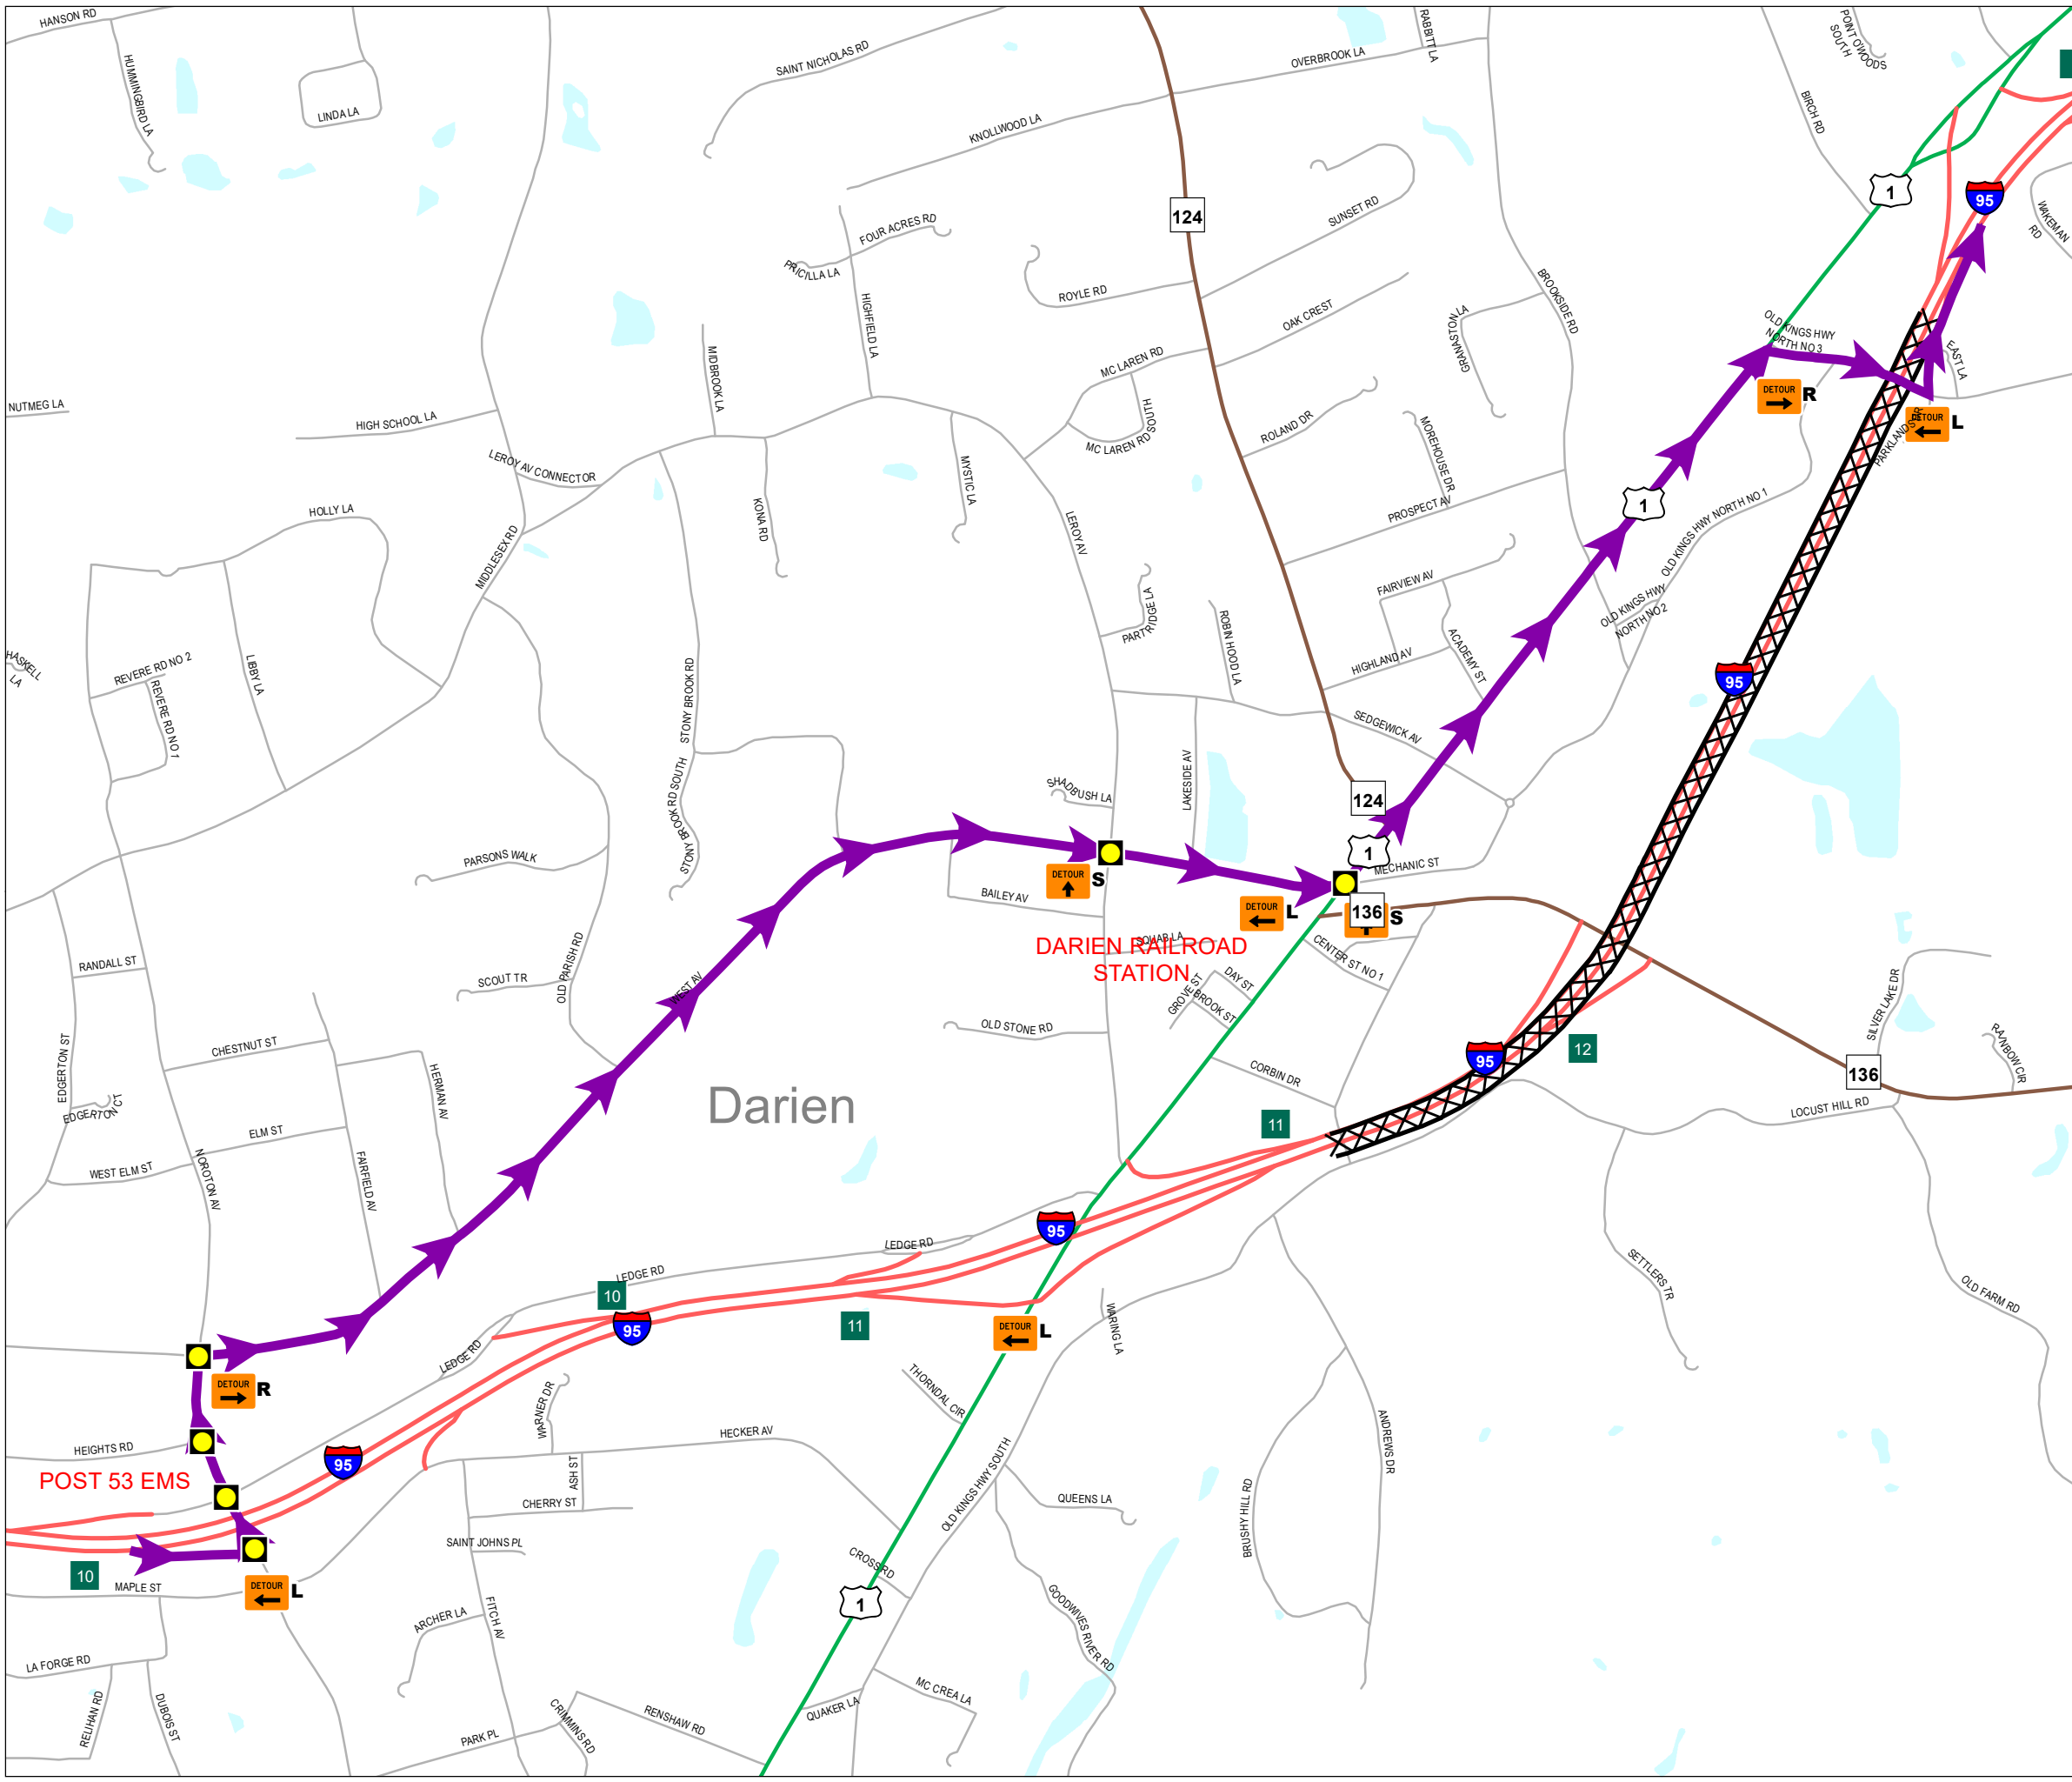 HANSON RD
HUMMINGBIRD LA
LINDA LA
SAINT NICHOLAS RD
OVERBROOK LA
RABBITT LA
POINT O'WOODS
SOUTH
BIRCH RD
KNOLLWOOD LA
124
1
95
WAKEMAN
RD
FOUR ACRES RD
PRICILLA LA
SUNSET RD
ROYLE RD
HIGHFIELD LA
OAK CREST
GRANASTON LA
BROOKSIDE RD
OLD KINGS HWY
NORTH NO 3
EAST LA
MIDBROOK LA
MC LAREN RD
SOUTH
MC LAREN RD
NUTMEG LA
HIGH SCHOOL LA
ROLAND DR
MOREHOUSE DR
DETOUR
R
DETOUR
L
PARKLANDS DR
LEROY AV CONNECTOR
MYSTIC LA
KONA RD
HOLLY LA
LEROY AV
PROSPECT AV
1
OLD KINGS HWY NORTH NO 1
MIDDLESEX RD
FAIRVIEW AV
OLD KINGS HWY
NORTH NO2
PARTRIDGE LA
ROBIN HOOD LA
ACADEMY ST
HIGHLAND AV
HASKELL
LA
REVERE RD NO 2
REVERE RD NO 1
LIBBY LA
STONY BROOK RD
95
SEDGEWICK AV
STONY BROOK RD SOUTH
SHADBUSH LA
LAKESIDE AV
124
1
MECHANIC ST
PARSONS WALK
DETOUR
S
BAILEY AV
DETOUR
L
136
S
SQUAB LA
DARIEN RAILROAD
STATION
CENTER ST NO 1
RANDALL ST
SCOUT TR
OLD PARISH RD
WEST AV
DAY ST
GROVE ST
BROOK ST
SILVER LAKE DR
OLD STONE RD
CHESTNUT ST
EDGERTON ST
EDGERTON CT
HERMAN AV
CORBIN DR
95
12
136
RAINBOW CIR
LOCUST HILL RD
Darien
11
ELM ST
WEST ELM ST
NOROTON AV
FAIRFIELD AV
95
LEDGE RD
LEDGE RD
10
11
95
LEDGE RD
DETOUR
L
WARING LA
SETTLERS TR
OLD FARM RD
DETOUR
R
WARNER DR
THORNDAL CIR
HEIGHTS RD
HECKER AV
ANDREWS DR
95
POST 53 EMS
ASH ST
CHERRY ST
OLD KINGS HWY SOUTH
QUEENS LA
BRUSHY HILL RD
SAINT JOHNS PL
10
MAPLE ST
DETOUR
L
CROSS RD
1
GOODWIVES RIVER RD
ARCHER LA
FITCH AV
LA FORGE RD
RELIHAN RD
DUBOIS ST
PARK PL
CRIMMINS RD
RENSHAW RD
QUAKER LA
MC CREA LA